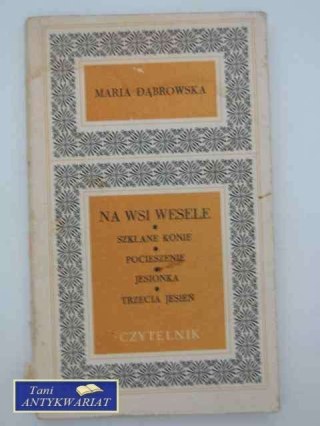 MARIA DĄBROWSKA
NA WSI WESELE
SZKLANE KONIE
POCIESZENIE
JESIONKA
TRZECIA JESIEŃ
CZYTELNIK
Tani
ANTYKWARIAT